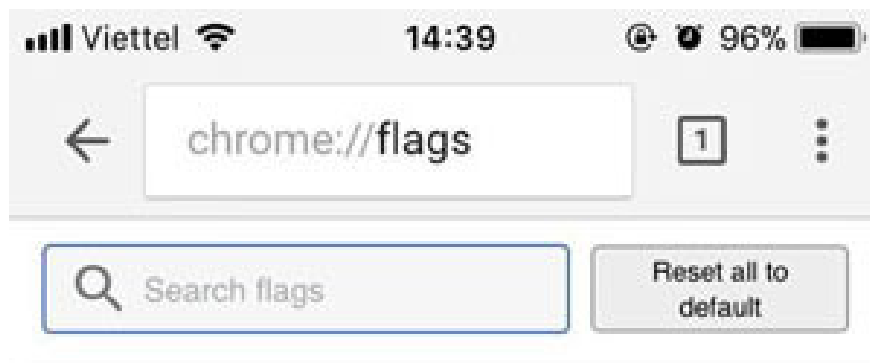 Viettel 14:39 96%
chrome://flags 1
Search flags
Reset all to
default